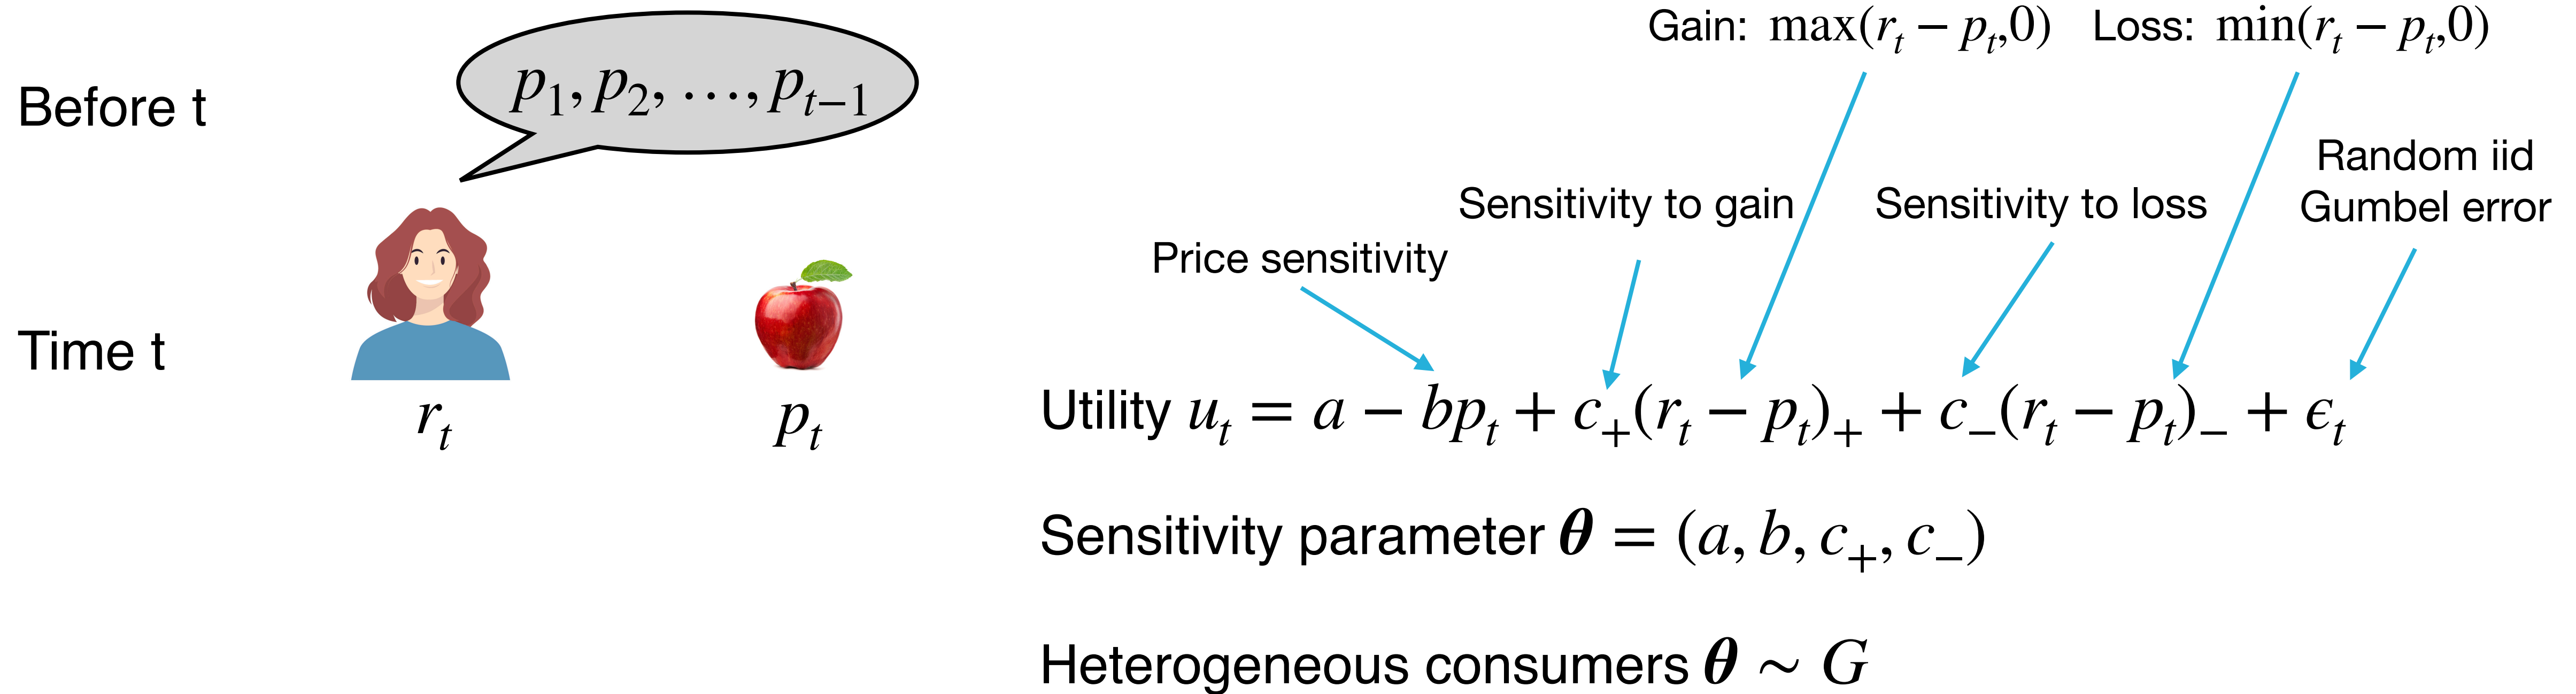 Gain: max(r_t − p_t,0) Loss: min(r_t − p_t,0)
Before t
p_1, p_2, …, p_{t−1}
Random iid
Gumbel error
Sensitivity to gain
Sensitivity to loss
Price sensitivity
Time t
r_t
p_t
Utility u_t = a − bp_t + c_+(r_t − p_t)_+ + c_−(r_t − p_t)_− + ϵ_t
Sensitivity parameter θ = (a, b, c_+, c_−)
Heterogeneous consumers θ ∼ G